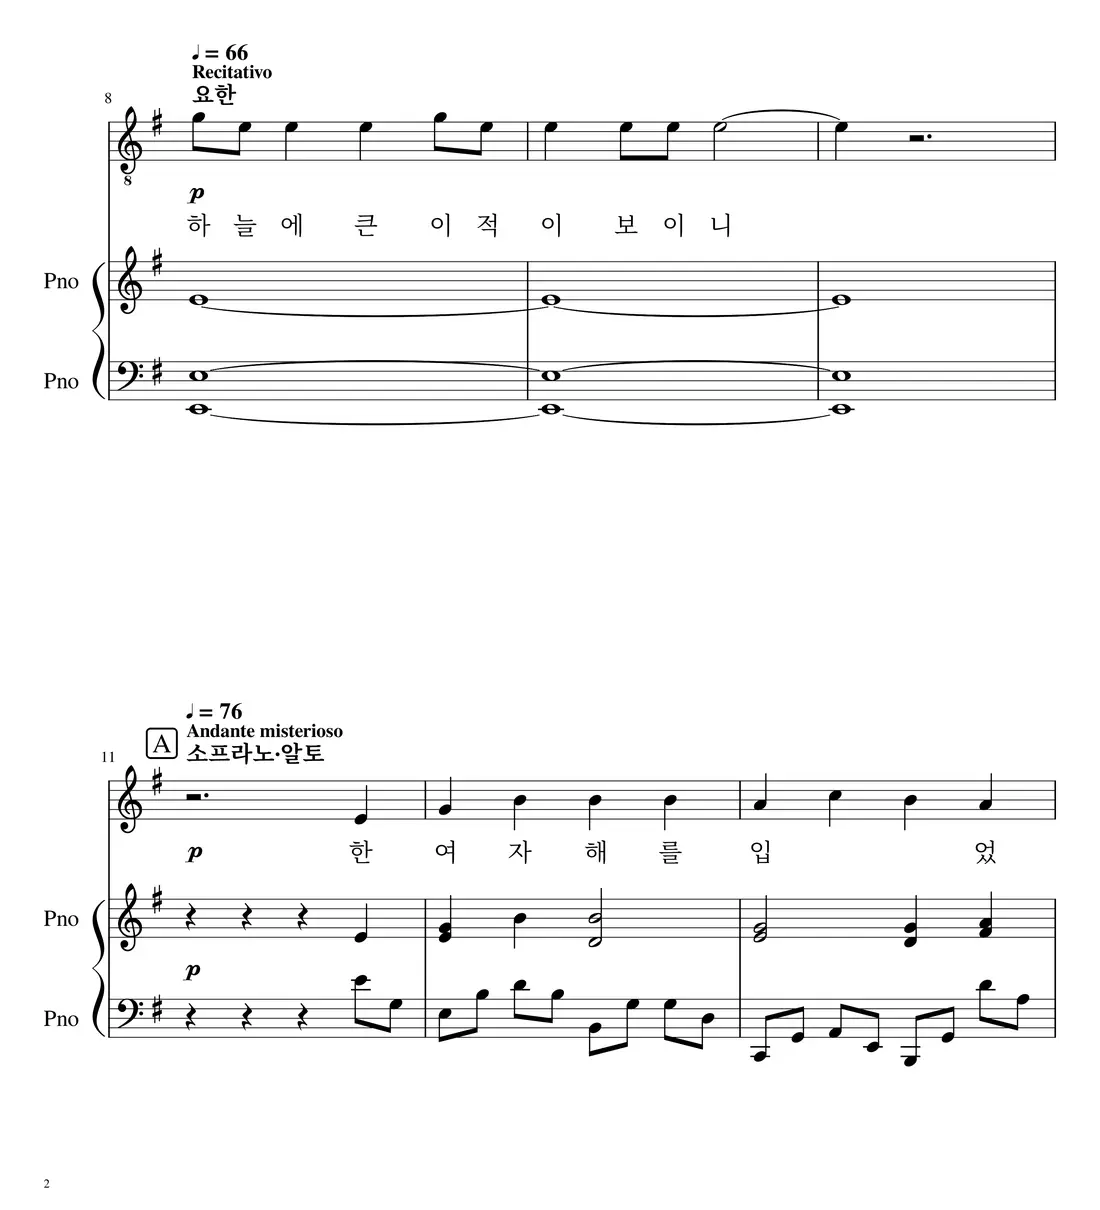 ♩ = 66
Recitativo
요한
8
8
p
하 늘 에 큰 이 적 이 보 이 니
Pno
Pno
♩ = 76
Andante misterioso
A
소프라노·알토
11
p
한 여 자 해 를 입 었
Pno
p
Pno
2